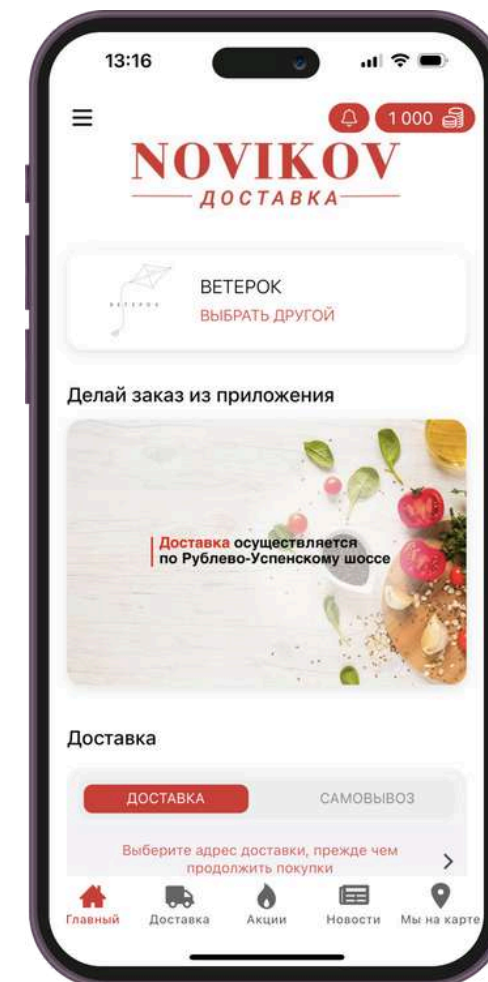 13:16
1 000
NOVIKOV
ДОСТАВКА
ВЕТЕРОК
ВЕТЕРОК
ВЫБРАТЬ ДРУГОЙ
Делай заказ из приложения
Доставка осуществляется
по Рублево-Успенскому шоссе
Доставка
ДОСТАВКА САМОВЫВОЗ
Выберите адрес доставки, прежде чем
продолжить покупки
Главный Доставка Акции Новости Мы на карте